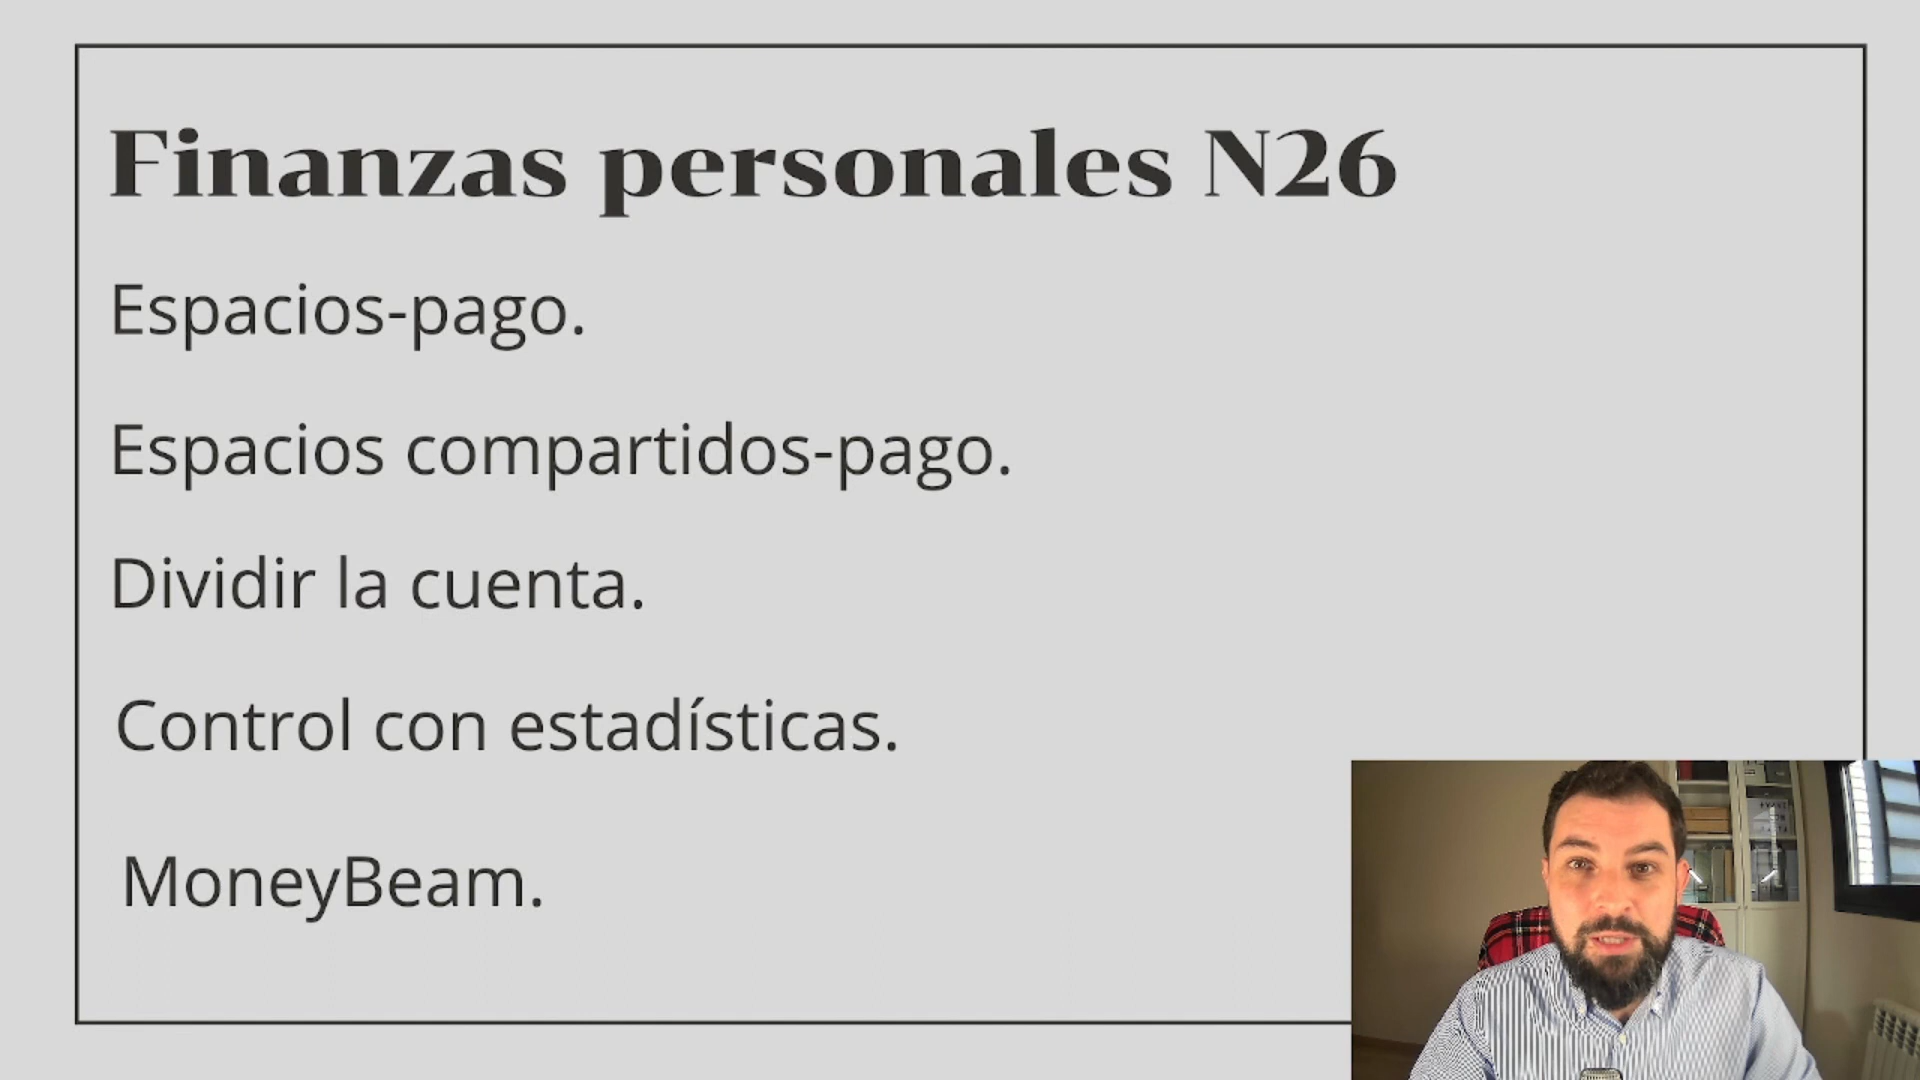 Finanzas personales N26
Espacios-pago.
Espacios compartidos-pago.
Dividir la cuenta.
Control con estadísticas.
MoneyBeam.